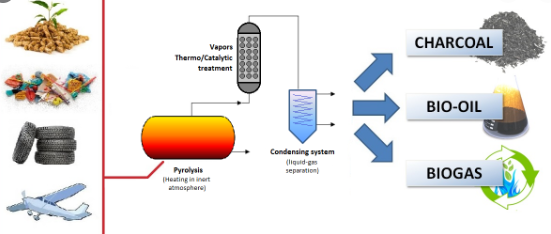 Vapors
Thermo/Catalytic
treatment
Pyrolysis
(Heating in inert
atmosphere)
Condensing system
(liquid-gas
separation)
CHARCOAL
BIO-OIL
BIOGAS